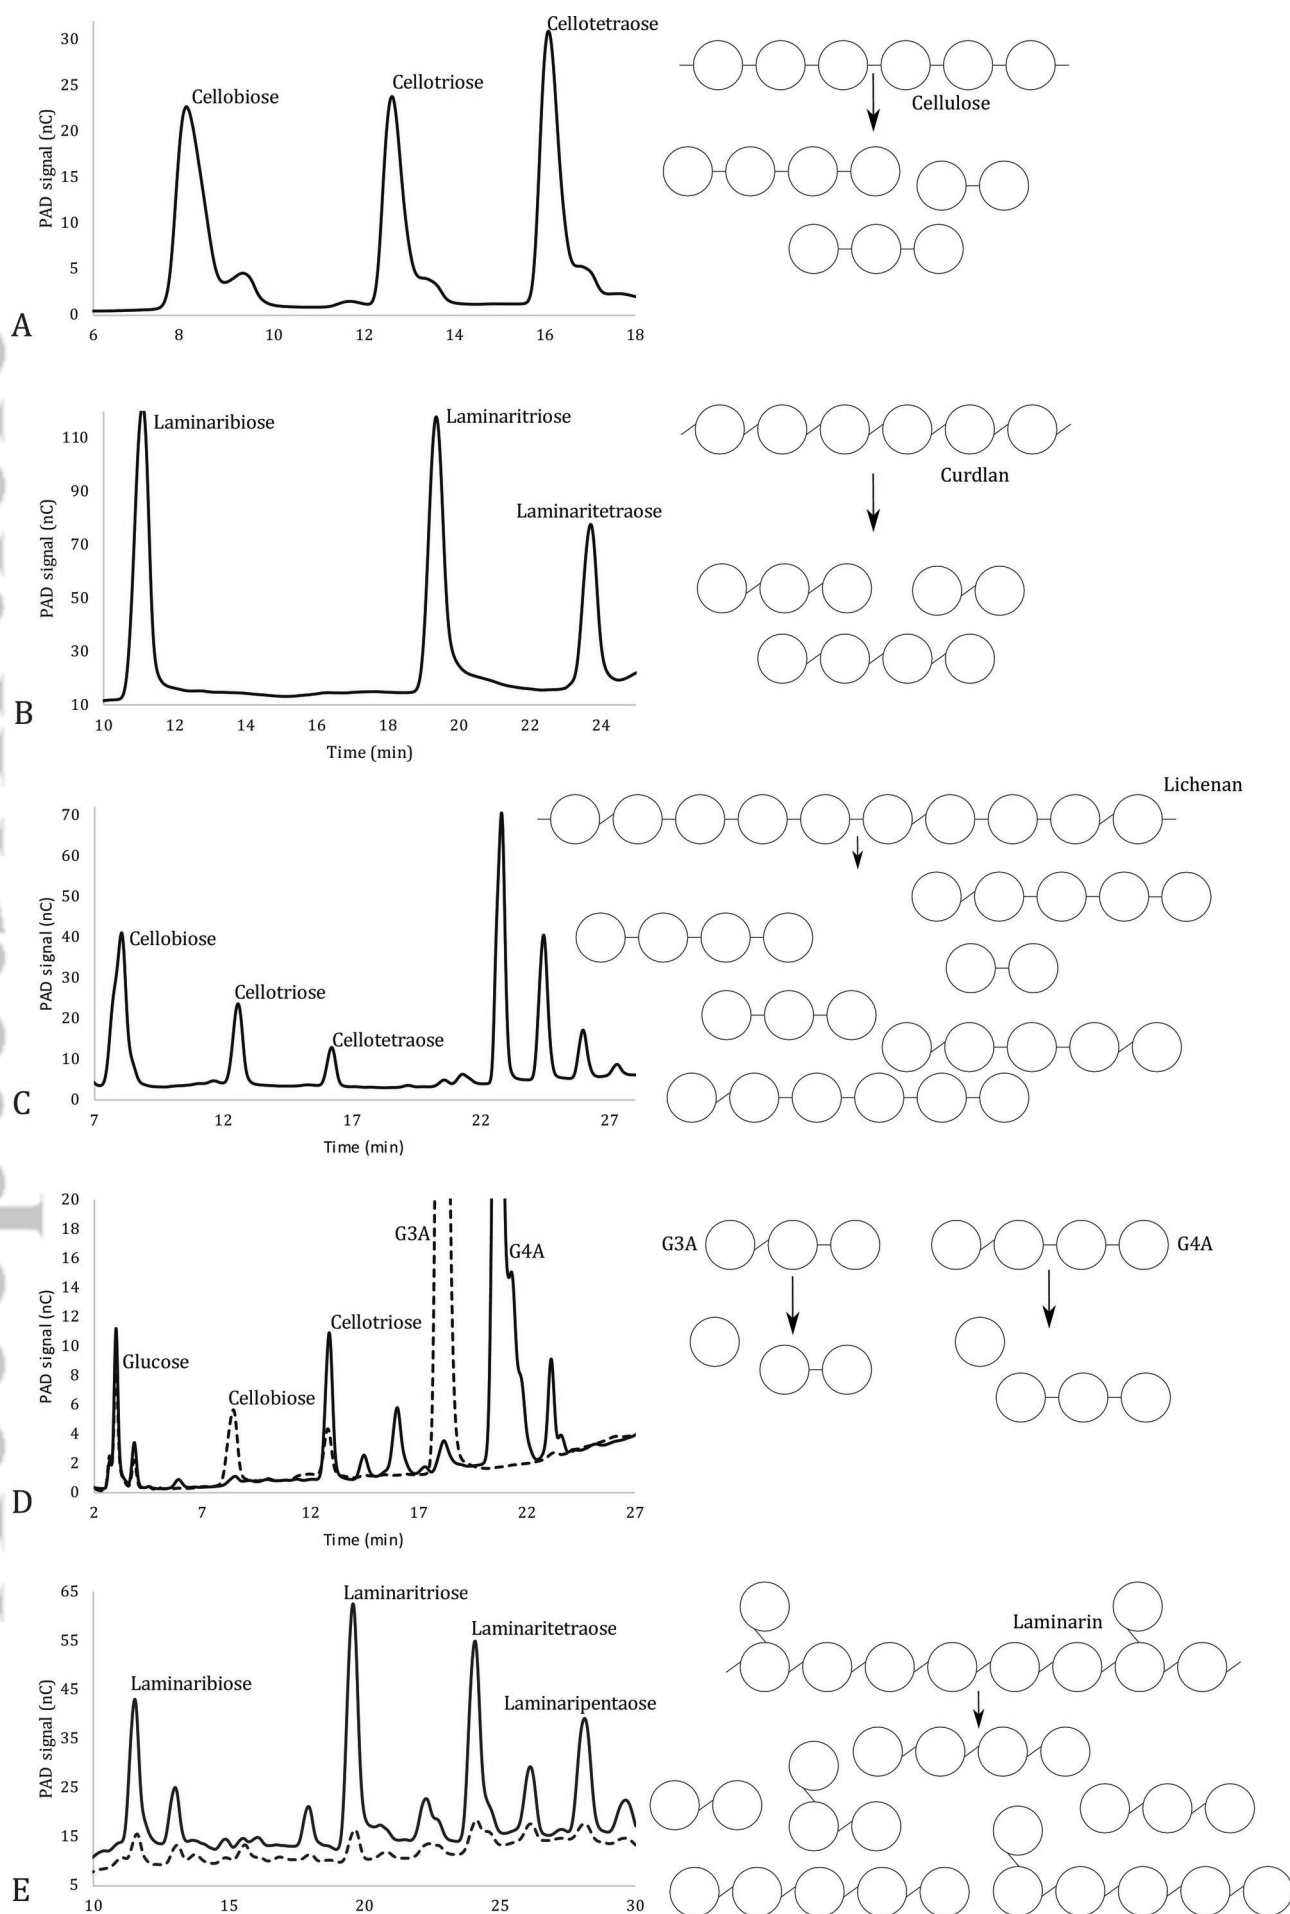 Cellotetraose
30
Cellotriose
Cellobiose
25
Cellulose
20
15
10
5
0
PAD signal (nC)
A
6 8 10 12 14 16 18
Laminaribiose
Laminaritriose
110
Curdlan
90
Laminaritetraose
70
50
30
10
PAD signal (nC)
B
10 12 14 16 18 20 22 24
Time (min)
Lichenan
70
60
50
40
Cellobiose
30
Cellotriose
20
Cellotetraose
10
0
PAD signal (nC)
C
7 12 17 22 27
Time (min)
20
18
G3A
G4A
G3A
G4A
16
14
12
Cellotriose
10
Glucose
8
Cellobiose
6
4
2
0
PAD signal (nC)
D
2 7 12 17 22 27
Time (min)
65
Laminaritriose
55
Laminaritetraose
Laminarin
45
Laminaribiose
Laminaripentaose
35
25
15
5
PAD signal (nC)
E
10 15 20 25 30